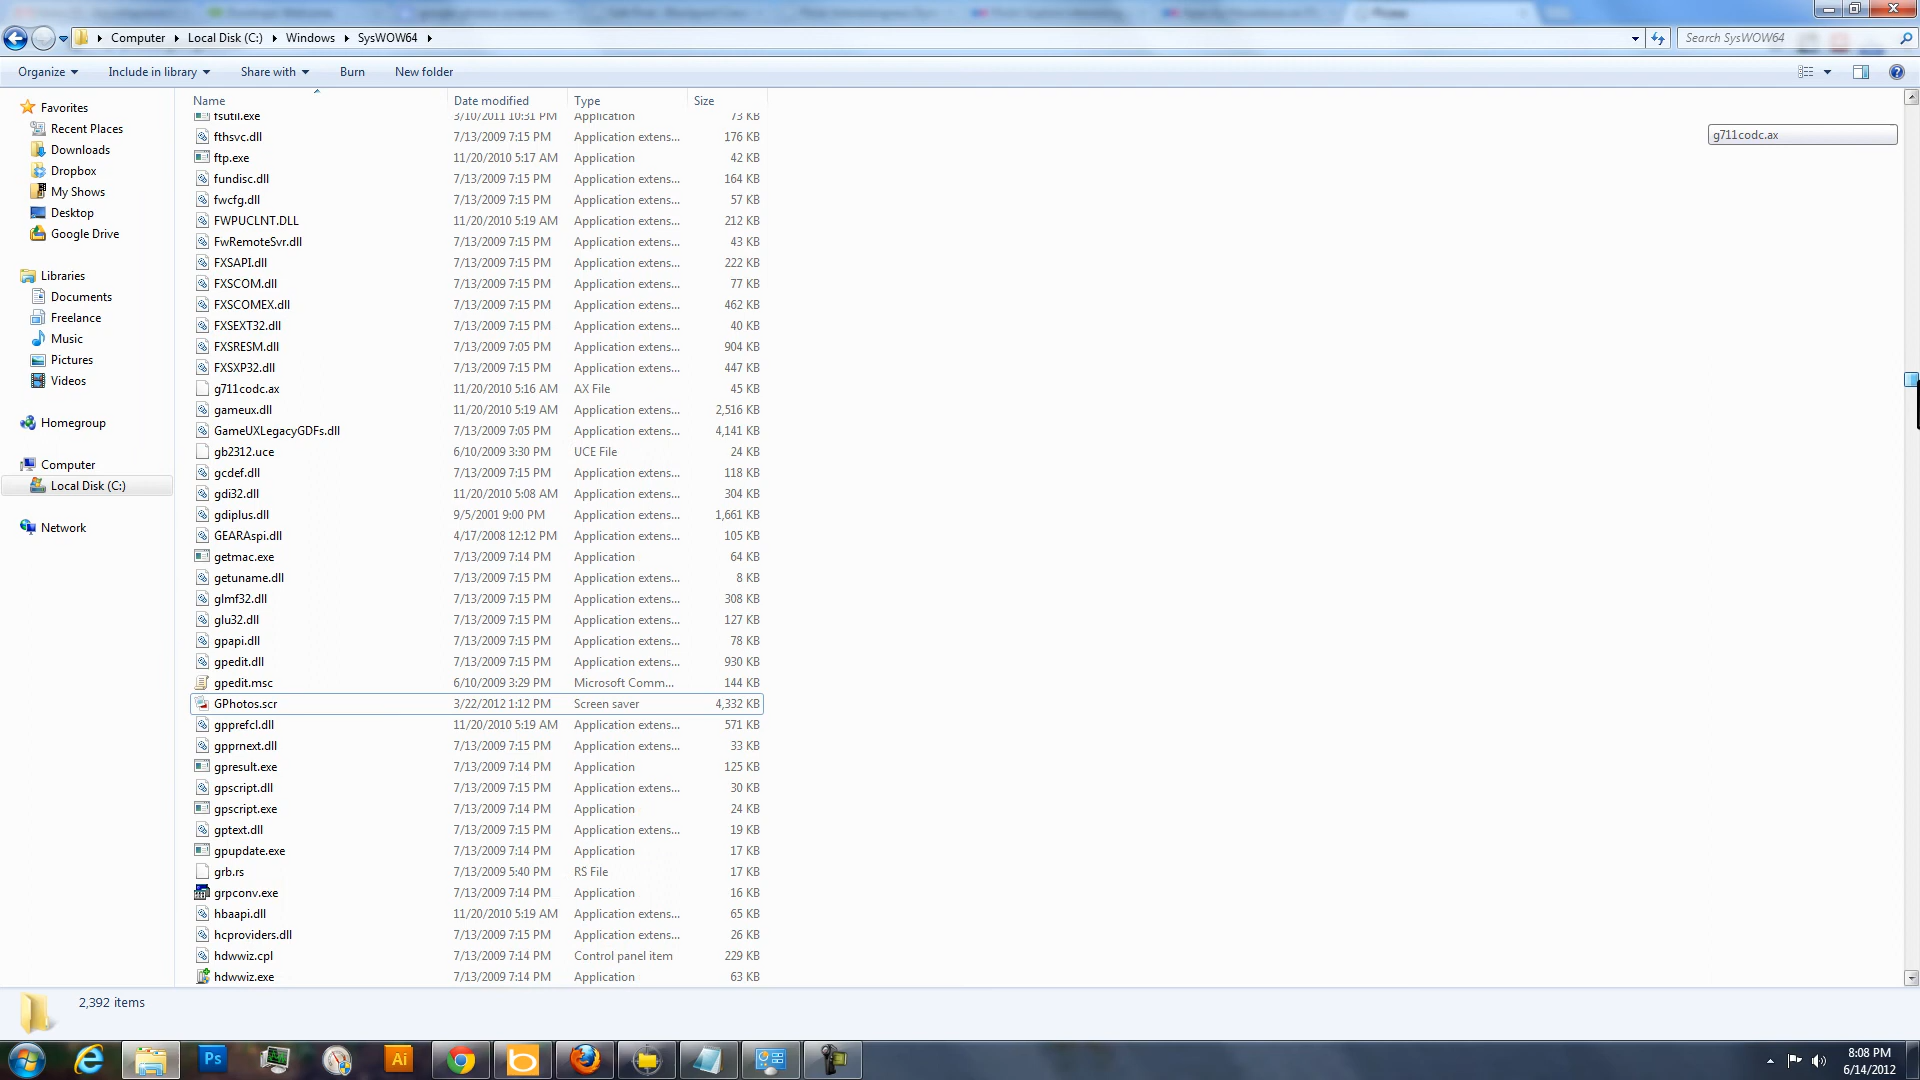 Computer Local Disk (C:) Windows SysWOW64
Search SysWOW64
Organize Include in library Share with Burn New folder
Name Date modified Type Size
fsutil.exe 3/10/2011 10:31 PM Application 73 KB
fthsvc.dll 7/13/2009 7:15 PM Application extens... 176 KB
ftp.exe 11/20/2010 5:17 AM Application 42 KB
fundisc.dll 7/13/2009 7:15 PM Application extens... 164 KB
fwcfg.dll 7/13/2009 7:15 PM Application extens... 57 KB
FWPUCLNT.DLL 11/20/2010 5:19 AM Application extens... 212 KB
FwRemoteSvr.dll 7/13/2009 7:15 PM Application extens... 43 KB
FXSAPI.dll 7/13/2009 7:15 PM Application extens... 222 KB
FXSCOM.dll 7/13/2009 7:15 PM Application extens... 77 KB
FXSCOMEX.dll 7/13/2009 7:15 PM Application extens... 462 KB
FXSEXT32.dll 7/13/2009 7:15 PM Application extens... 40 KB
FXSRESM.dll 7/13/2009 7:05 PM Application extens... 904 KB
FXSXP32.dll 7/13/2009 7:15 PM Application extens... 447 KB
g711codc.ax 11/20/2010 5:16 AM AX File 45 KB
gameux.dll 11/20/2010 5:19 AM Application extens... 2,516 KB
GameUXLegacyGDFs.dll 7/13/2009 7:05 PM Application extens... 4,141 KB
gb2312.uce 6/10/2009 3:30 PM UCE File 24 KB
gcdef.dll 7/13/2009 7:15 PM Application extens... 118 KB
gdi32.dll 11/20/2010 5:08 AM Application extens... 304 KB
gdiplus.dll 9/5/2001 9:00 PM Application extens... 1,661 KB
GEARAspi.dll 4/17/2008 12:12 PM Application extens... 105 KB
getmac.exe 7/13/2009 7:14 PM Application 64 KB
getuname.dll 7/13/2009 7:15 PM Application extens... 8 KB
glmf32.dll 7/13/2009 7:15 PM Application extens... 308 KB
glu32.dll 7/13/2009 7:15 PM Application extens... 127 KB
gpapi.dll 7/13/2009 7:15 PM Application extens... 78 KB
gpedit.dll 7/13/2009 7:15 PM Application extens... 930 KB
gpedit.msc 6/10/2009 3:29 PM Microsoft Comm... 144 KB
GPhotos.scr 3/22/2012 1:12 PM Screen saver 4,332 KB
gpprefcl.dll 11/20/2010 5:19 AM Application extens... 571 KB
gpprnext.dll 7/13/2009 7:15 PM Application extens... 33 KB
gpresult.exe 7/13/2009 7:14 PM Application 125 KB
gpscript.dll 7/13/2009 7:15 PM Application extens... 30 KB
gpscript.exe 7/13/2009 7:14 PM Application 24 KB
gptext.dll 7/13/2009 7:15 PM Application extens... 19 KB
gpupdate.exe 7/13/2009 7:14 PM Application 17 KB
grb.rs 7/13/2009 5:40 PM RS File 17 KB
grpconv.exe 7/13/2009 7:14 PM Application 16 KB
hbaapi.dll 11/20/2010 5:19 AM Application extens... 65 KB
hcproviders.dll 7/13/2009 7:15 PM Application extens... 26 KB
hdwwiz.cpl 7/13/2009 7:14 PM Control panel item 229 KB
hdwwiz.exe 7/13/2009 7:14 PM Application 63 KB
g711codc.ax
Favorites
Recent Places
Downloads
Dropbox
My Shows
Desktop
Google Drive
Libraries
Documents
Freelance
Music
Pictures
Videos
Homegroup
Computer
Local Disk (C:)
Network
2,392 items
Ps
Ai
8:08 PM
6/14/2012